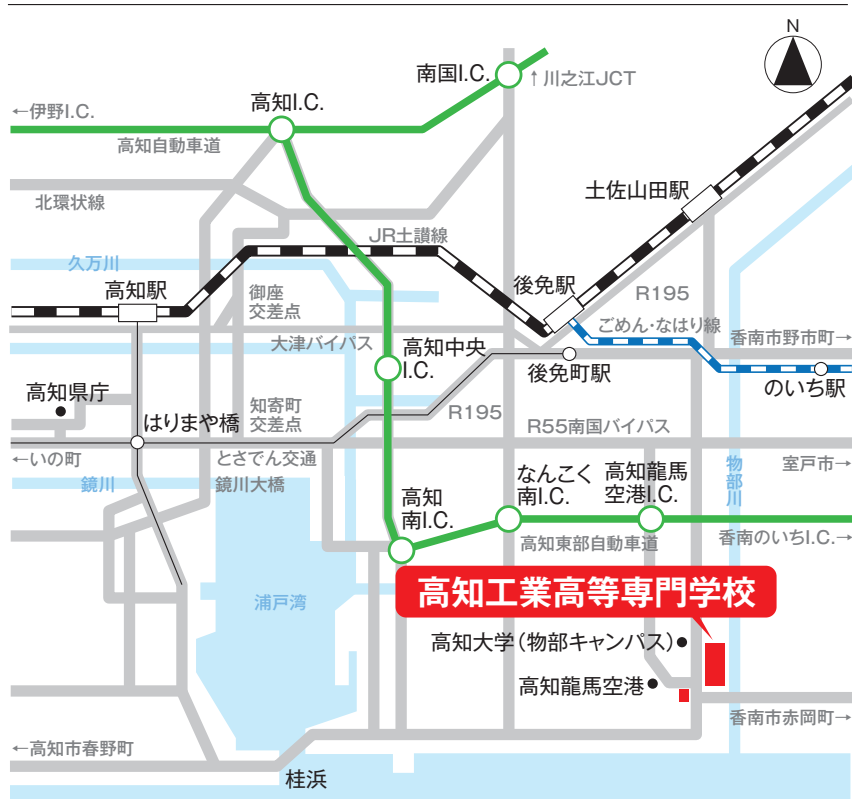 N
南国I.C.
↑川之江JCT
高知I.C.
←伊野I.C.
高知自動車道
土佐山田駅
北環状線
JR土讃線
久万川
高知駅
御座
交差点
後免駅
R195
ごめん・なはり線
香南市野市町→
大津バイパス
高知中央
I.C.
後免町駅
のいち駅
高知県庁
はりまや橋
知寄町
交差点
R195
R55南国バイパス
←いの町
とさでん交通
物部川
室戸市→
鏡川
鏡川大橋
高知
南I.C.
なんこく
南I.C.
高知龍馬
空港I.C.
高知東部自動車道
香南のいちI.C.→
高知工業高等専門学校
浦戸湾
高知大学(物部キャンパス)
高知龍馬空港
香南市赤岡町→
←高知市春野町
桂浜